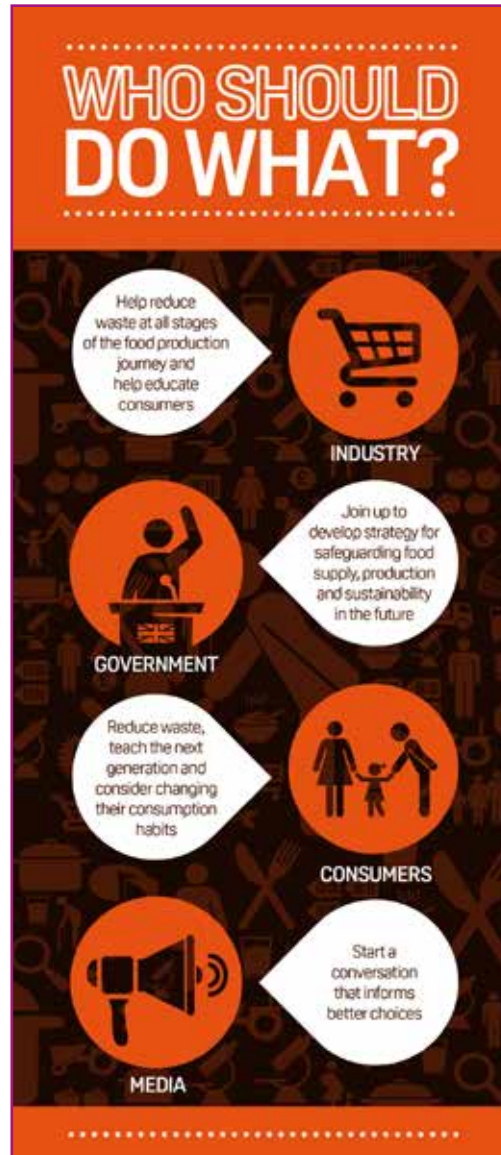 WHO SHOULD
DO WHAT?
Help reduce
waste at all stages
of the food production
journey and
help educate
consumers
INDUSTRY
Join up to
develop strategy for
safeguarding food
supply, production
and sustainability
in the future
GOVERNMENT
Reduce waste,
teach the next
generation and
consider changing
their consumption
habits
CONSUMERS
Start a
conversation
that informs
better choices
MEDIA